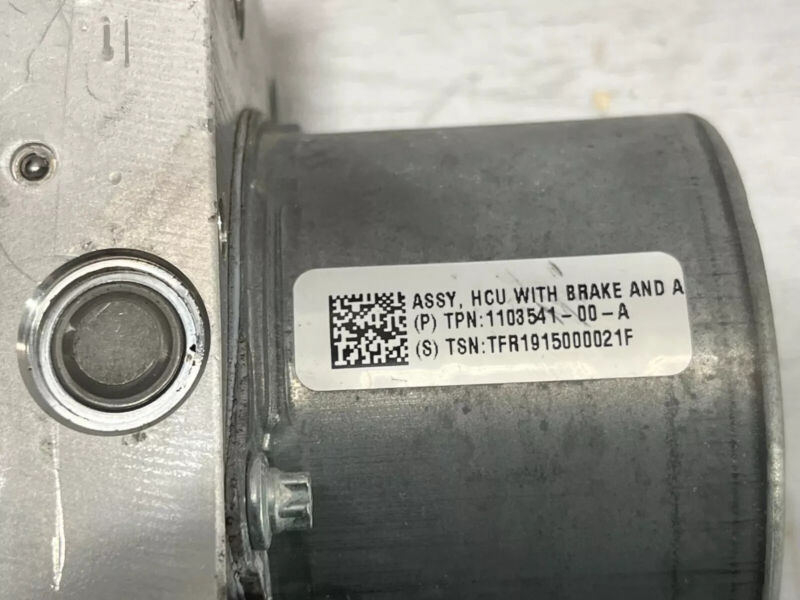 ASSY, HCU WITH BRAKE AND A
(P) TPN:1103541-00-A
(S) TSN:TFR1915000021F